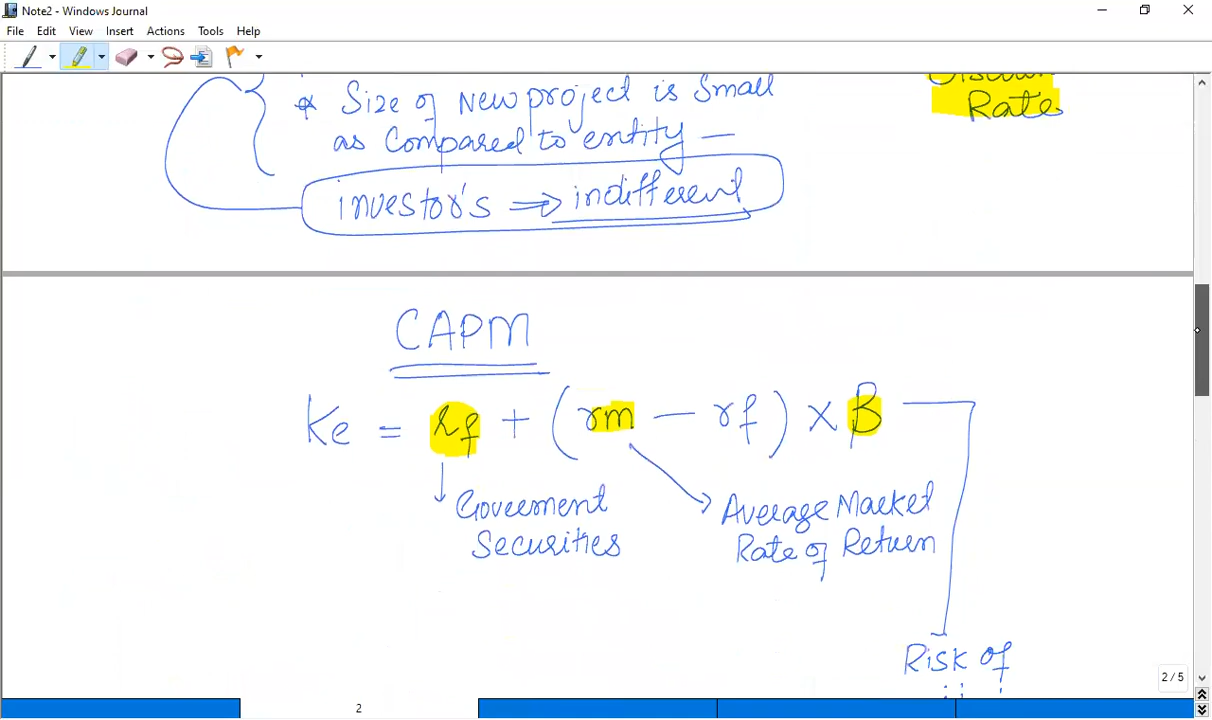 Note2 - Windows Journal
File Edit View Insert Actions Tools Help
Discount
Rate
* Size of New project is Small
as Compared to entity —
investor's ⇒ indifferent
CAPM
Ke = rf + (rm — rf) × β
Goverment
Securities
Average Market
Rate of Return
Risk of
2 / 5
2